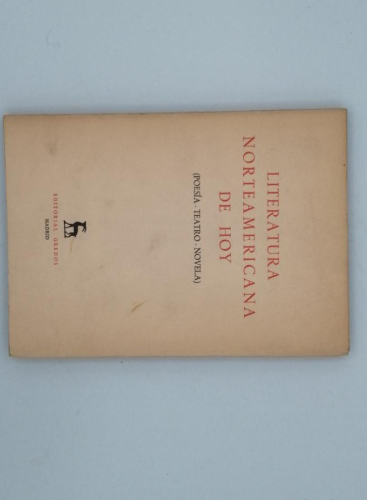 LITERATURA
NORTEAMERICANA
DE HOY
(POESÍA - TEATRO - NOVELA)
EDITORIAL GREDOS
MADRID